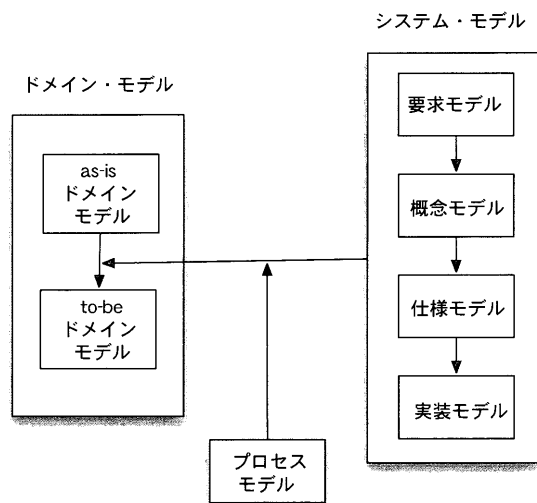 システム・モデル
ドメイン・モデル
要求モデル
as-is
ドメイン
モデル
概念モデル
to-be
ドメイン
モデル
仕様モデル
実装モデル
プロセス
モデル